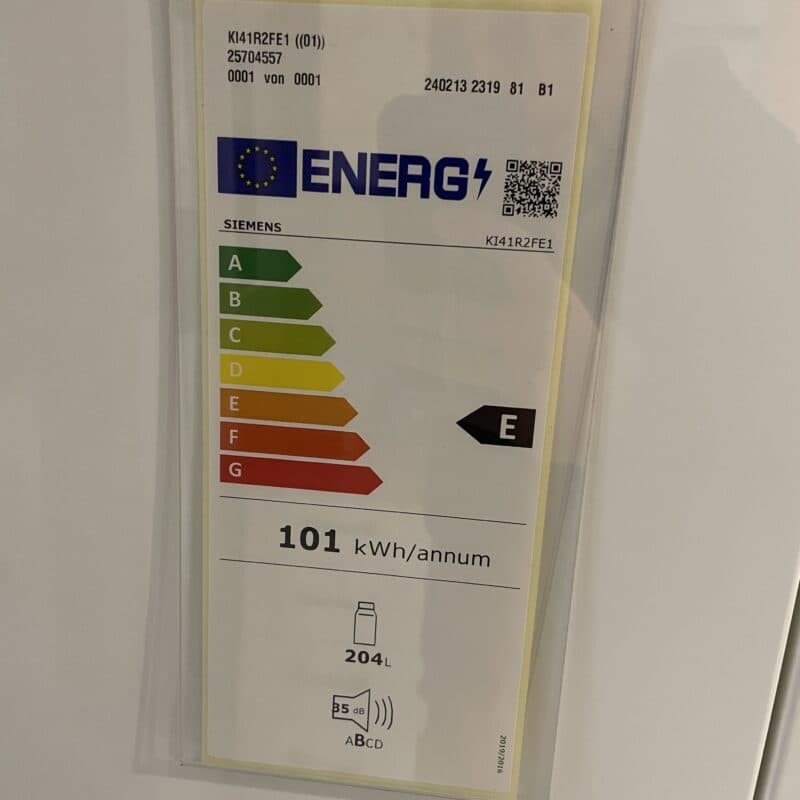 KI41R2FE1 ((01))
25704557
0001 von 0001
240213 2319 81 B1
ENERG
SIEMENS
KI41R2FE1
A
B
C
D
E
F
G
E
101 kWh/annum
204L
35 dB
ABCD
2019/2016